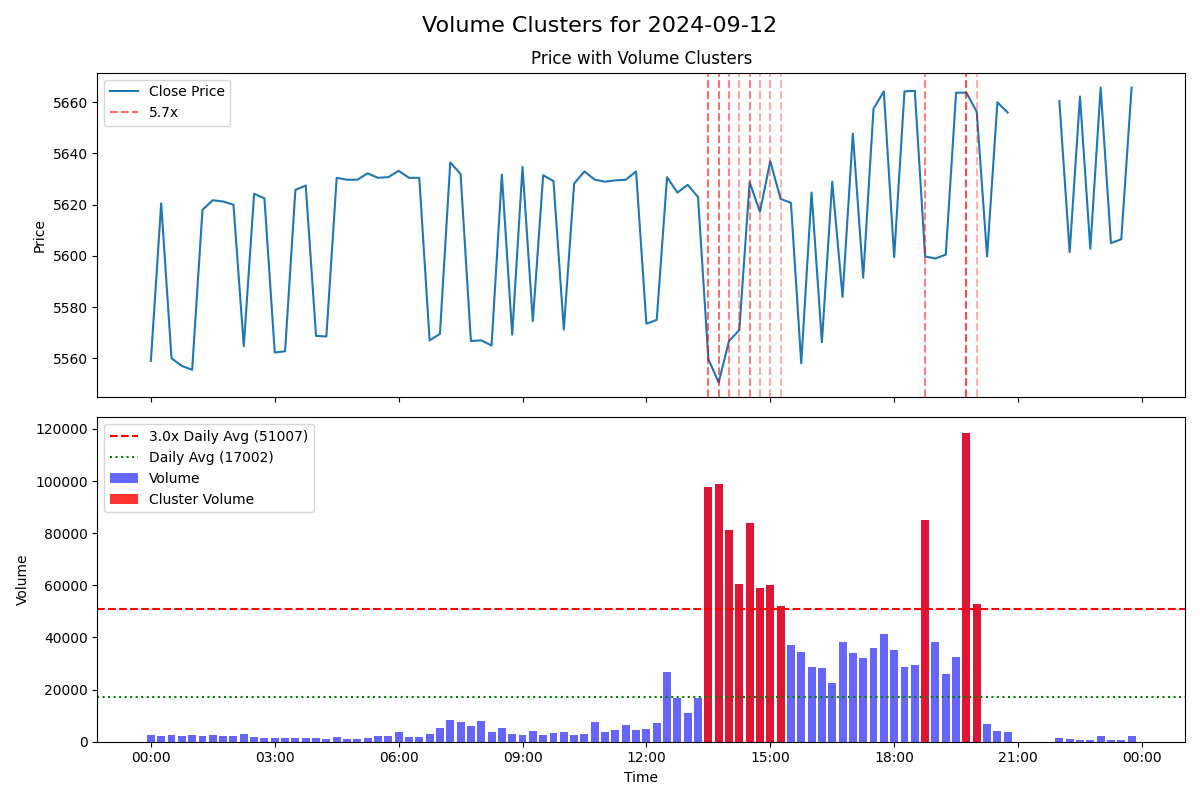 Volume Clusters for 2024-09-12
Price with Volume Clusters
Close Price
5.7x
Price
5660
5640
5620
5600
5580
5560
3.0x Daily Avg (51007)
Daily Avg (17002)
Volume
Cluster Volume
Volume
120000
100000
80000
60000
40000
20000
0
00:00 03:00 06:00 09:00 12:00 15:00 18:00 21:00 00:00
Time